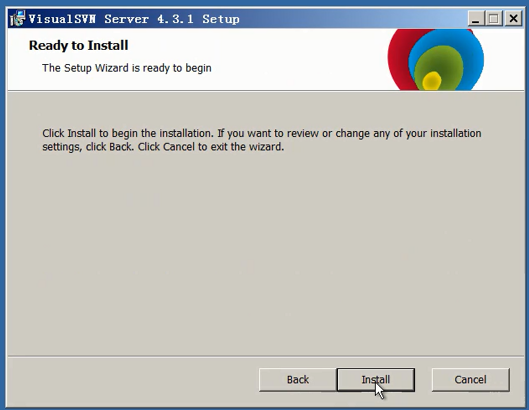 VisualSVN Server 4.3.1 Setup
Ready to Install
The Setup Wizard is ready to begin
Click Install to begin the installation. If you want to review or change any of your installation
settings, click Back. Click Cancel to exit the wizard.
Back
Install
Cancel